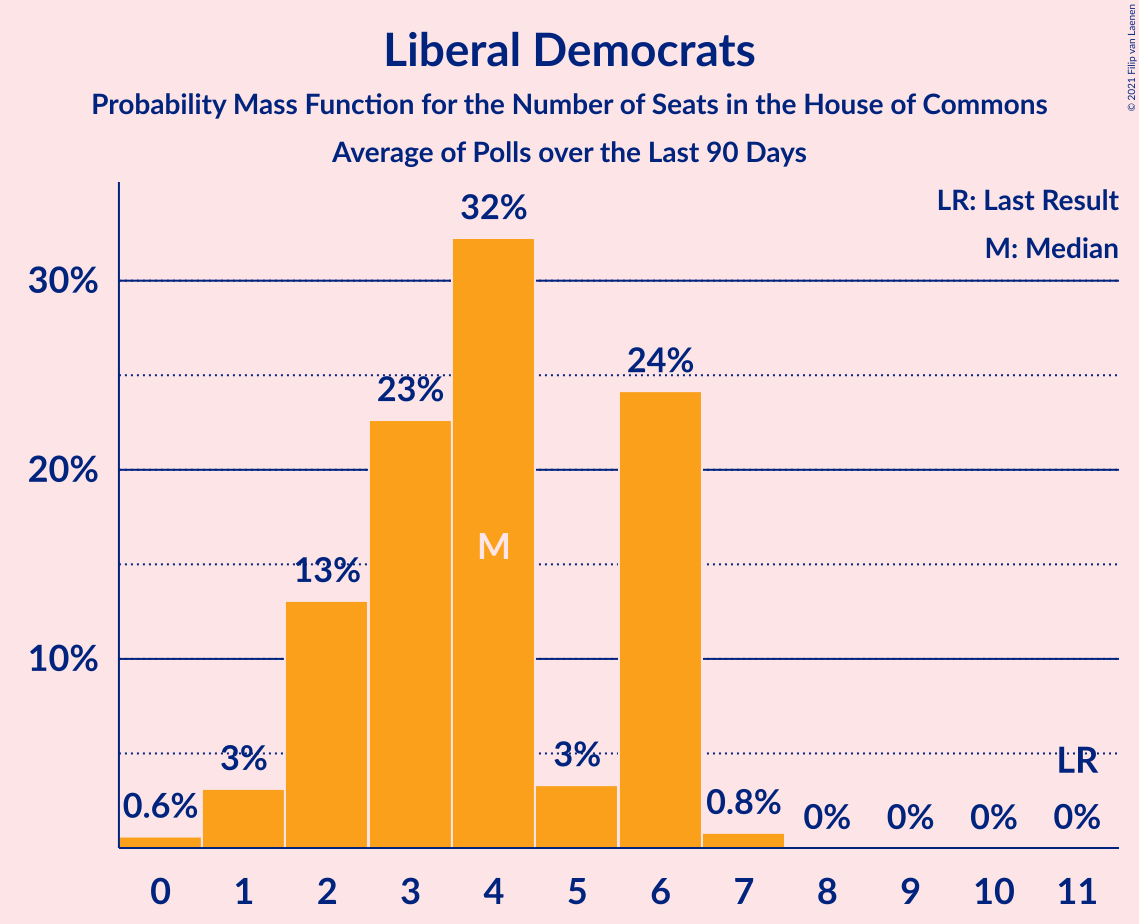 Liberal Democrats
Probability Mass Function for the Number of Seats in the House of Commons
Average of Polls over the Last 90 Days
© 2021 Filip van Laenen
LR: Last Result
M: Median
30%
20%
10%
0.6%
3%
13%
23%
32%
M
3%
24%
0.8%
0%
0%
0%
LR
0%
0 1 2 3 4 5 6 7 8 9 10 11